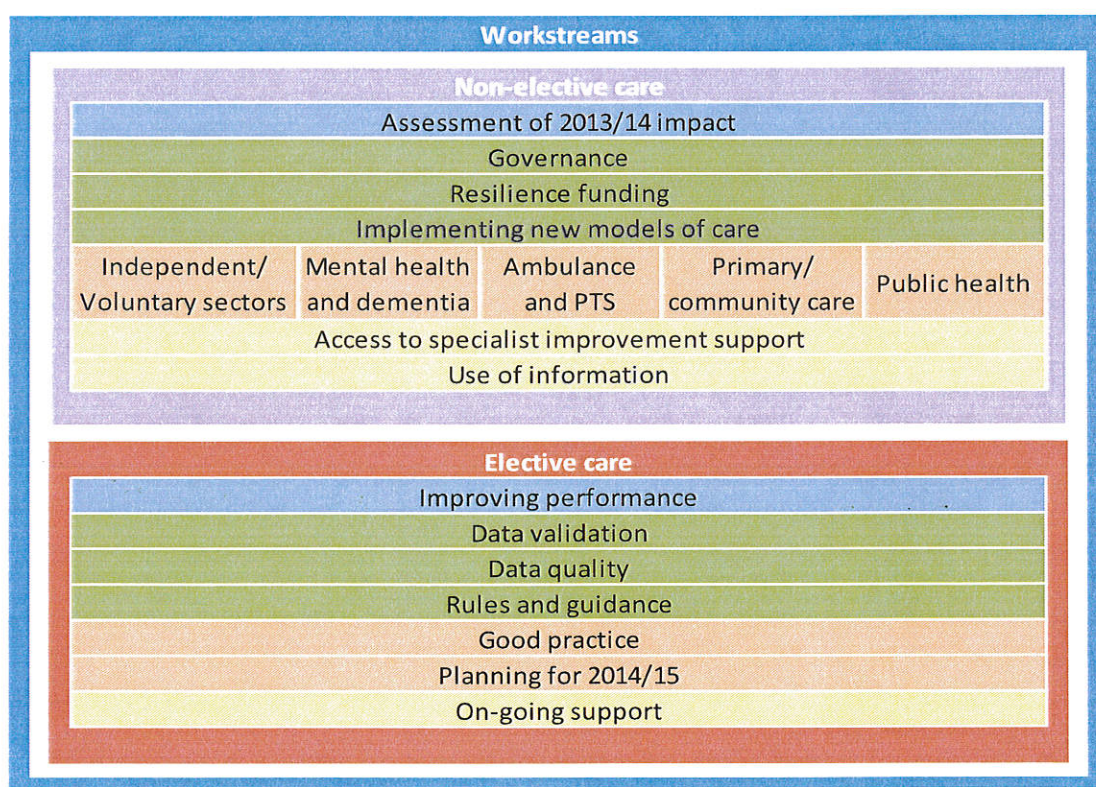 Workstreams
Non-elective care
Assessment of 2013/14 impact
Governance
Resilience funding
Implementing new models of care
Independent/
Voluntary sectors
Mental health
and dementia
Ambulance
and PTS
Primary/
community care
Public health
Access to specialist improvement support
Use of information
Elective care
Improving performance
Data validation
Data quality
Rules and guidance
Good practice
Planning for 2014/15
On-going support